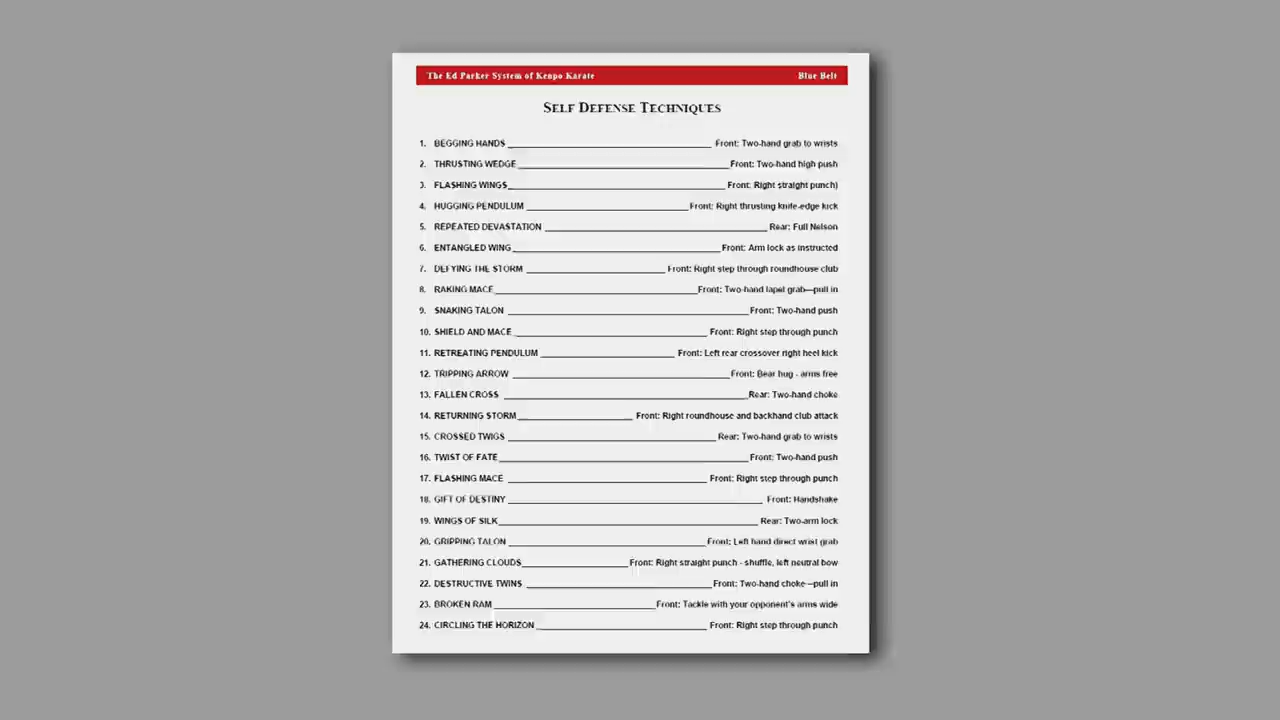 The Ed Parker System of Kenpo Karate Blue Belt
SELF DEFENSE TECHNIQUES
1. BEGGING HANDS Front: Two-hand grab to wrists
2. THRUSTING WEDGE Front: Two-hand high push
3. FLASHING WINGS Front: Right straight punch)
4. HUGGING PENDULUM Front: Right thrusting knife-edge kick
5. REPEATED DEVASTATION Rear: Full Nelson
6. ENTANGLED WING Front: Arm lock as instructed
7. DEFYING THE STORM Front: Right step through roundhouse club
8. RAKING MACE Front: Two-hand lapel grab—pull in
9. SNAKING TALON Front: Two-hand push
10. SHIELD AND MACE Front: Right step through punch
11. RETREATING PENDULUM Front: Left rear crossover right heel kick
12. TRIPPING ARROW Front: Bear hug - arms free
13. FALLEN CROSS Rear: Two-hand choke
14. RETURNING STORM Front: Right roundhouse and backhand club attack
15. CROSSED TWIGS Rear: Two-hand grab to wrists
16. TWIST OF FATE Front: Two-hand push
17. FLASHING MACE Front: Right step through punch
18. GIFT OF DESTINY Front: Handshake
19. WINGS OF SILK Rear: Two-arm lock
20. GRIPPING TALON Front: Left hand direct wrist grab
21. GATHERING CLOUDS Front: Right straight punch - shuffle, left neutral bow
22. DESTRUCTIVE TWINS Front: Two-hand choke—pull in
23. BROKEN RAM Front: Tackle with your opponent's arms wide
24. CIRCLING THE HORIZON Front: Right step through punch